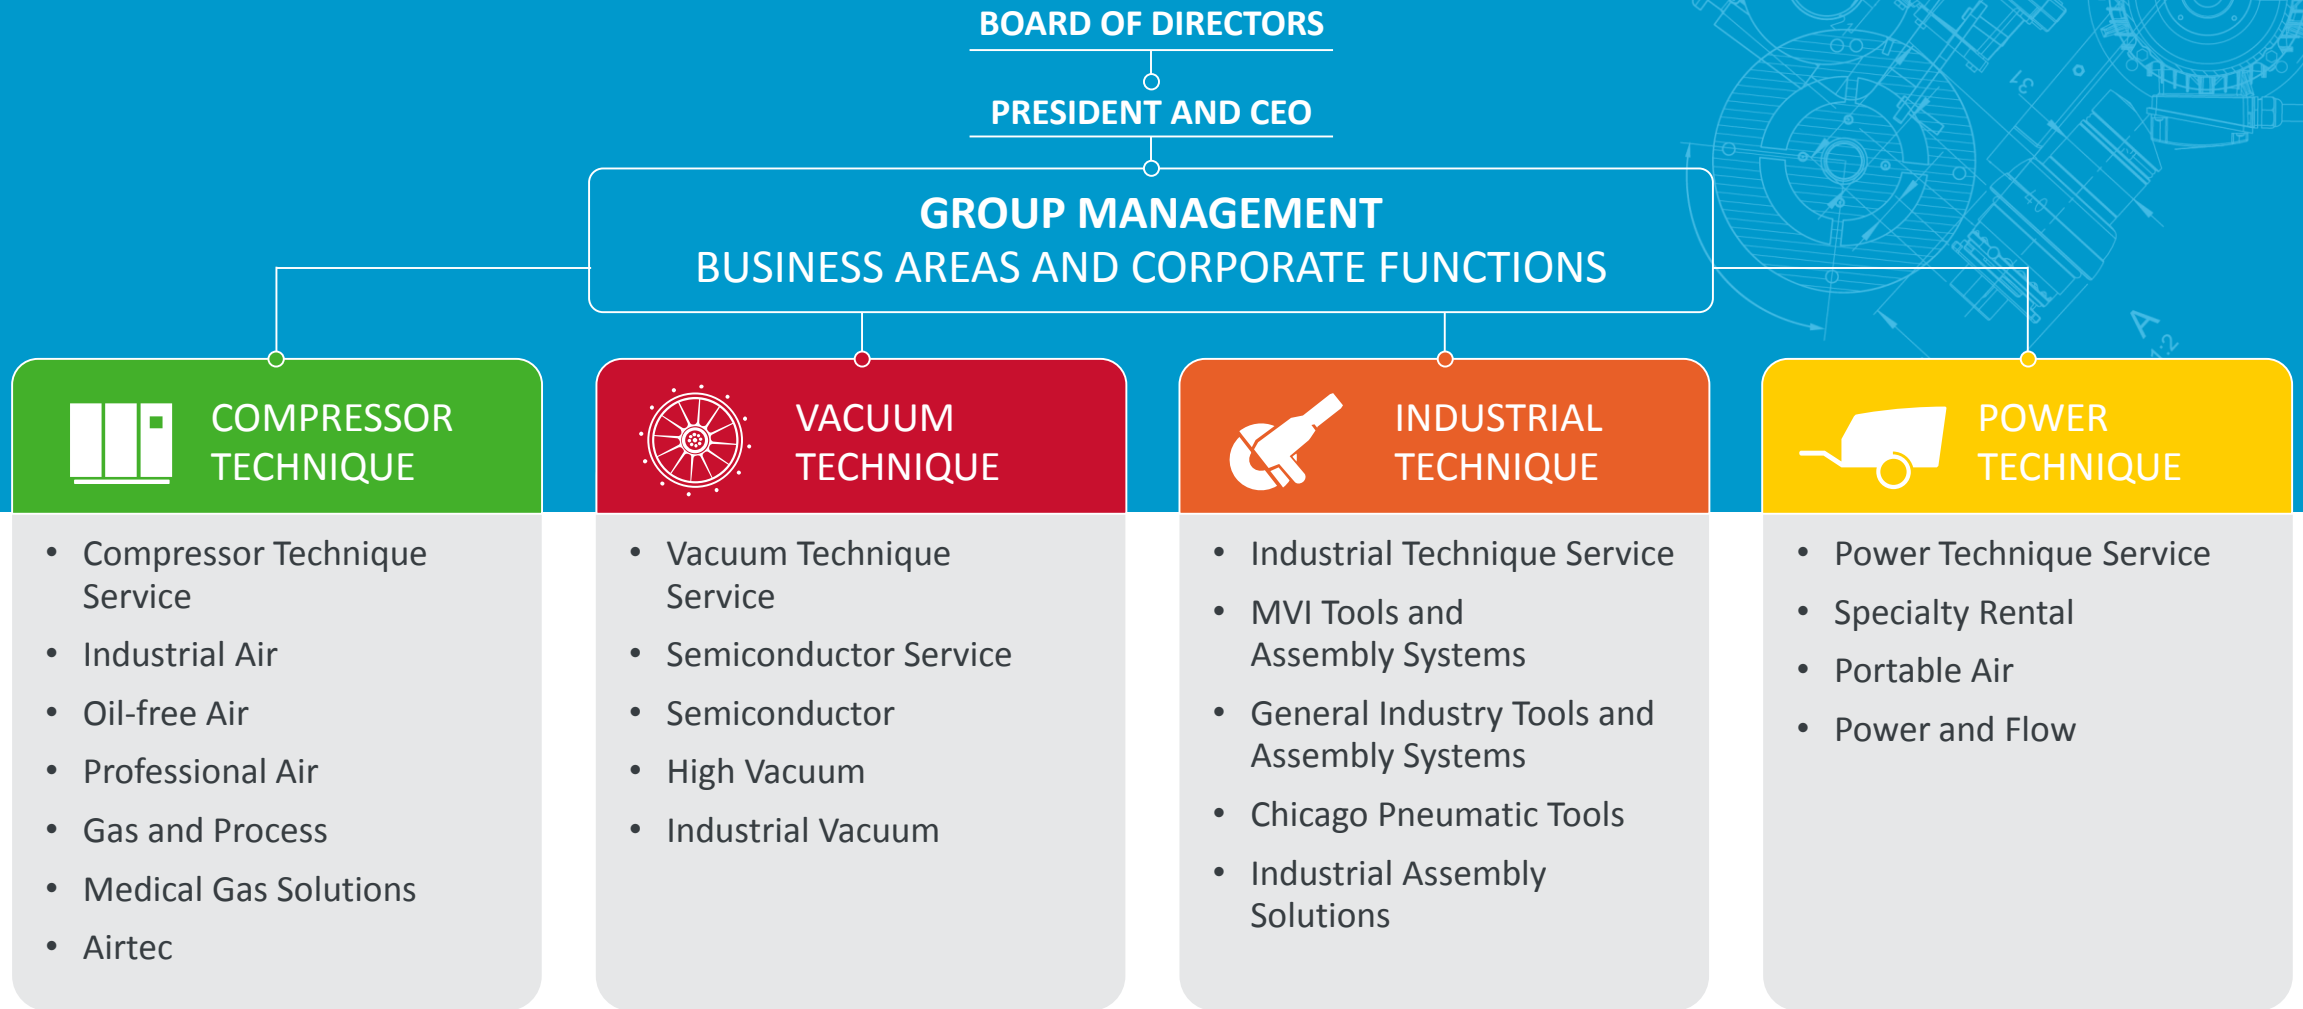 BOARD OF DIRECTORS
PRESIDENT AND CEO
GROUP MANAGEMENT
BUSINESS AREAS AND CORPORATE FUNCTIONS
COMPRESSOR
TECHNIQUE
• Compressor Technique
Service
• Industrial Air
• Oil-free Air
• Professional Air
• Gas and Process
• Medical Gas Solutions
• Airtec
VACUUM
TECHNIQUE
• Vacuum Technique
Service
• Semiconductor Service
• Semiconductor
• High Vacuum
• Industrial Vacuum
INDUSTRIAL
TECHNIQUE
• Industrial Technique Service
• MVI Tools and
Assembly Systems
• General Industry Tools and
Assembly Systems
• Chicago Pneumatic Tools
• Industrial Assembly
Solutions
POWER
TECHNIQUE
• Power Technique Service
• Specialty Rental
• Portable Air
• Power and Flow
31
A
1:2